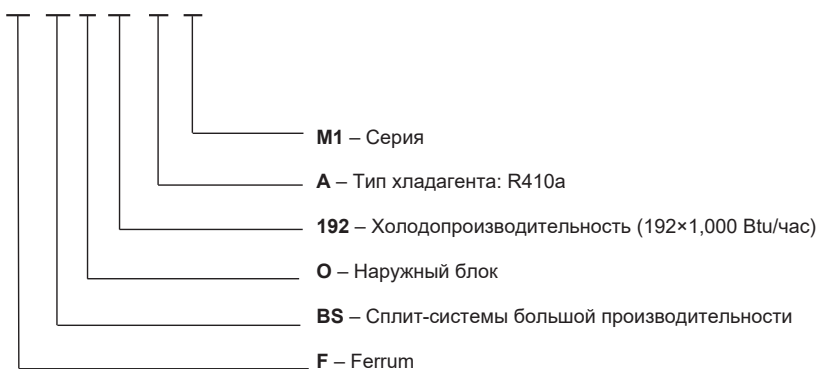 M1 – Серия
A – Тип хладагента: R410a
192 – Холодопроизводительность (192×1,000 Btu/час)
O – Наружный блок
BS – Сплит-системы большой производительности
F – Ferrum